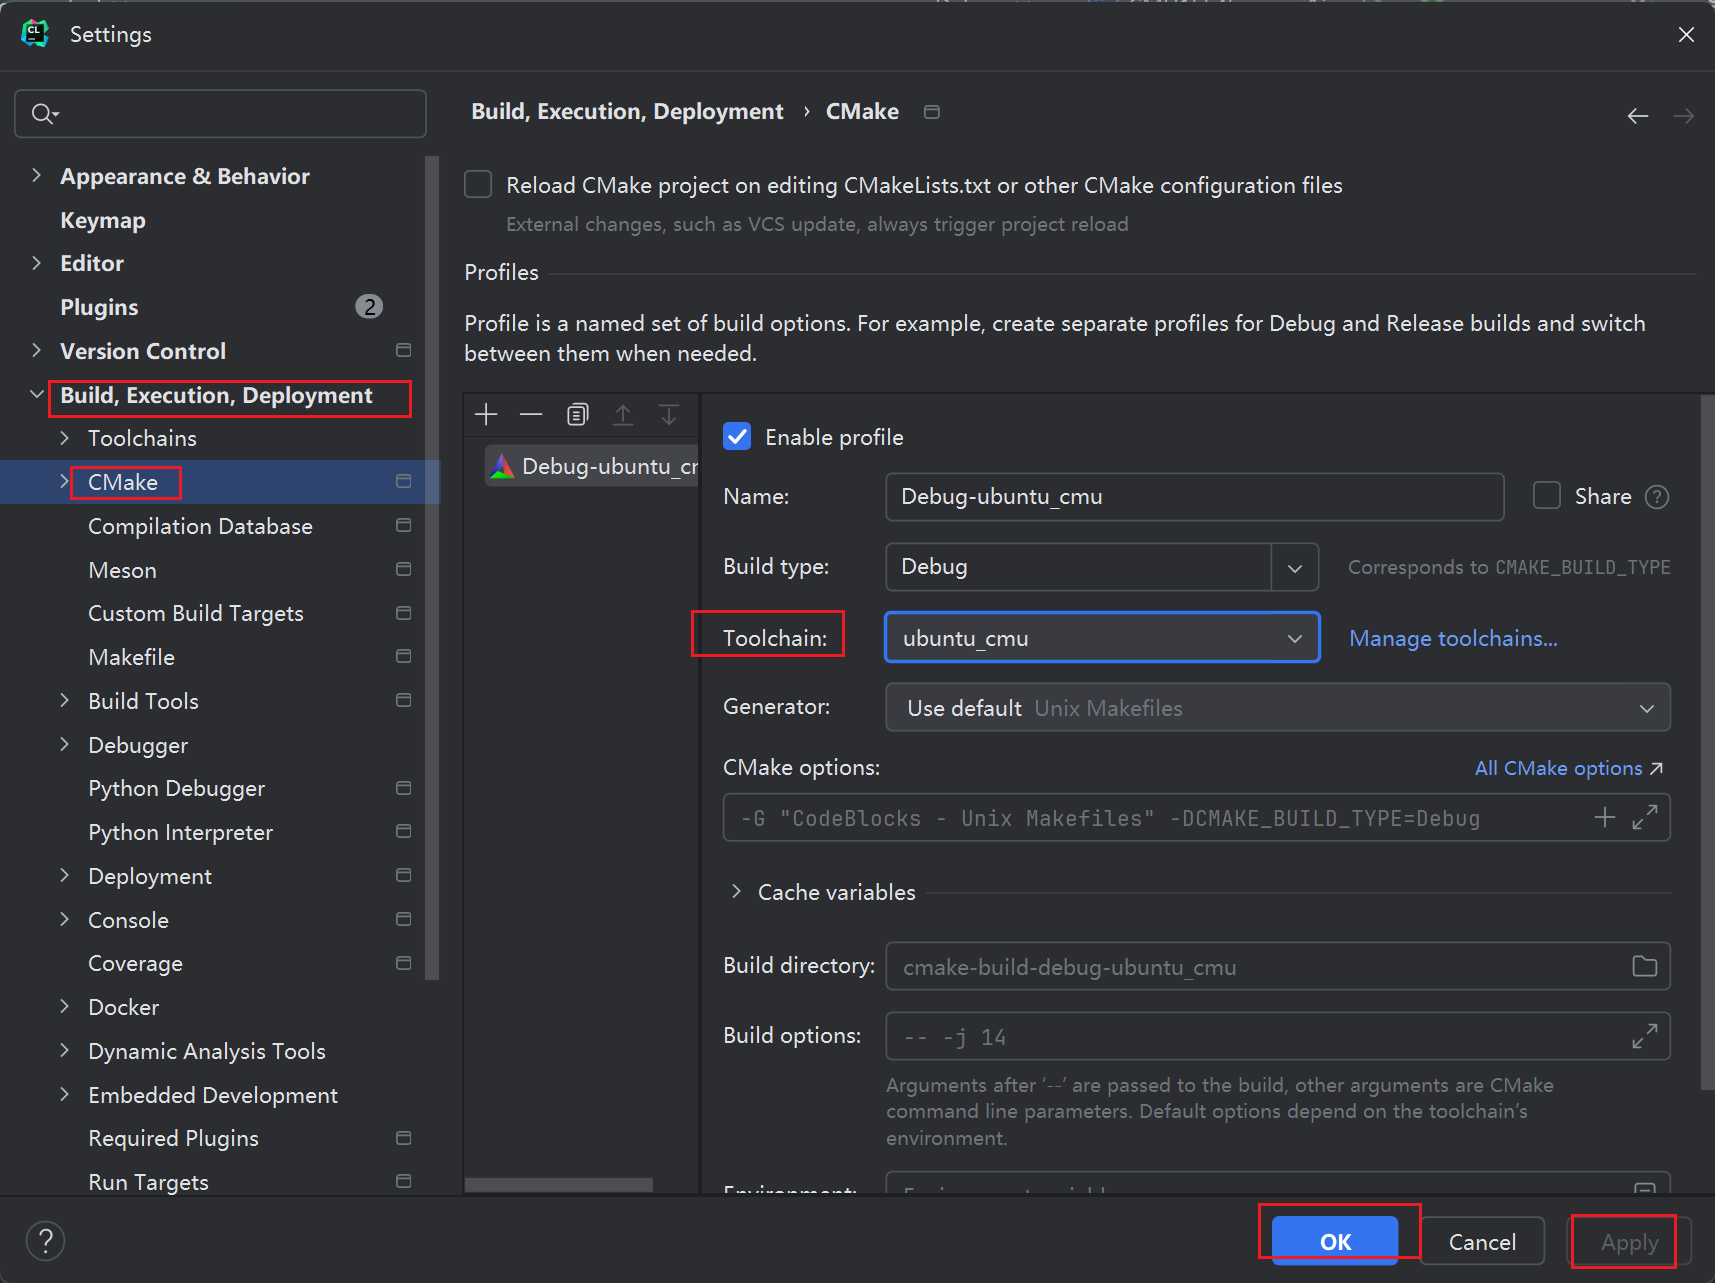 Settings
Build, Execution, Deployment › CMake
Appearance & Behavior
Keymap
Editor
Plugins 2
Version Control
Build, Execution, Deployment
Toolchains
CMake
Compilation Database
Meson
Custom Build Targets
Makefile
Build Tools
Debugger
Python Debugger
Python Interpreter
Deployment
Console
Coverage
Docker
Dynamic Analysis Tools
Embedded Development
Required Plugins
Run Targets
Reload CMake project on editing CMakeLists.txt or other CMake configuration files
External changes, such as VCS update, always trigger project reload
Profiles
Profile is a named set of build options. For example, create separate profiles for Debug and Release builds and switch
between them when needed.
Debug-ubuntu_cm
Enable profile
Name: Debug-ubuntu_cmu Share ?
Build type: Debug Corresponds to CMAKE_BUILD_TYPE
Toolchain: ubuntu_cmu Manage toolchains...
Generator: Use default Unix Makefiles
CMake options: All CMake options
-G "CodeBlocks - Unix Makefiles" -DCMAKE_BUILD_TYPE=Debug
Cache variables
Build directory: cmake-build-debug-ubuntu_cmu
Build options: -- -j 14
Arguments after ‘--’ are passed to the build, other arguments are CMake
command line parameters. Default options depend on the toolchain’s
environment.
Environment:
? OK Cancel Apply